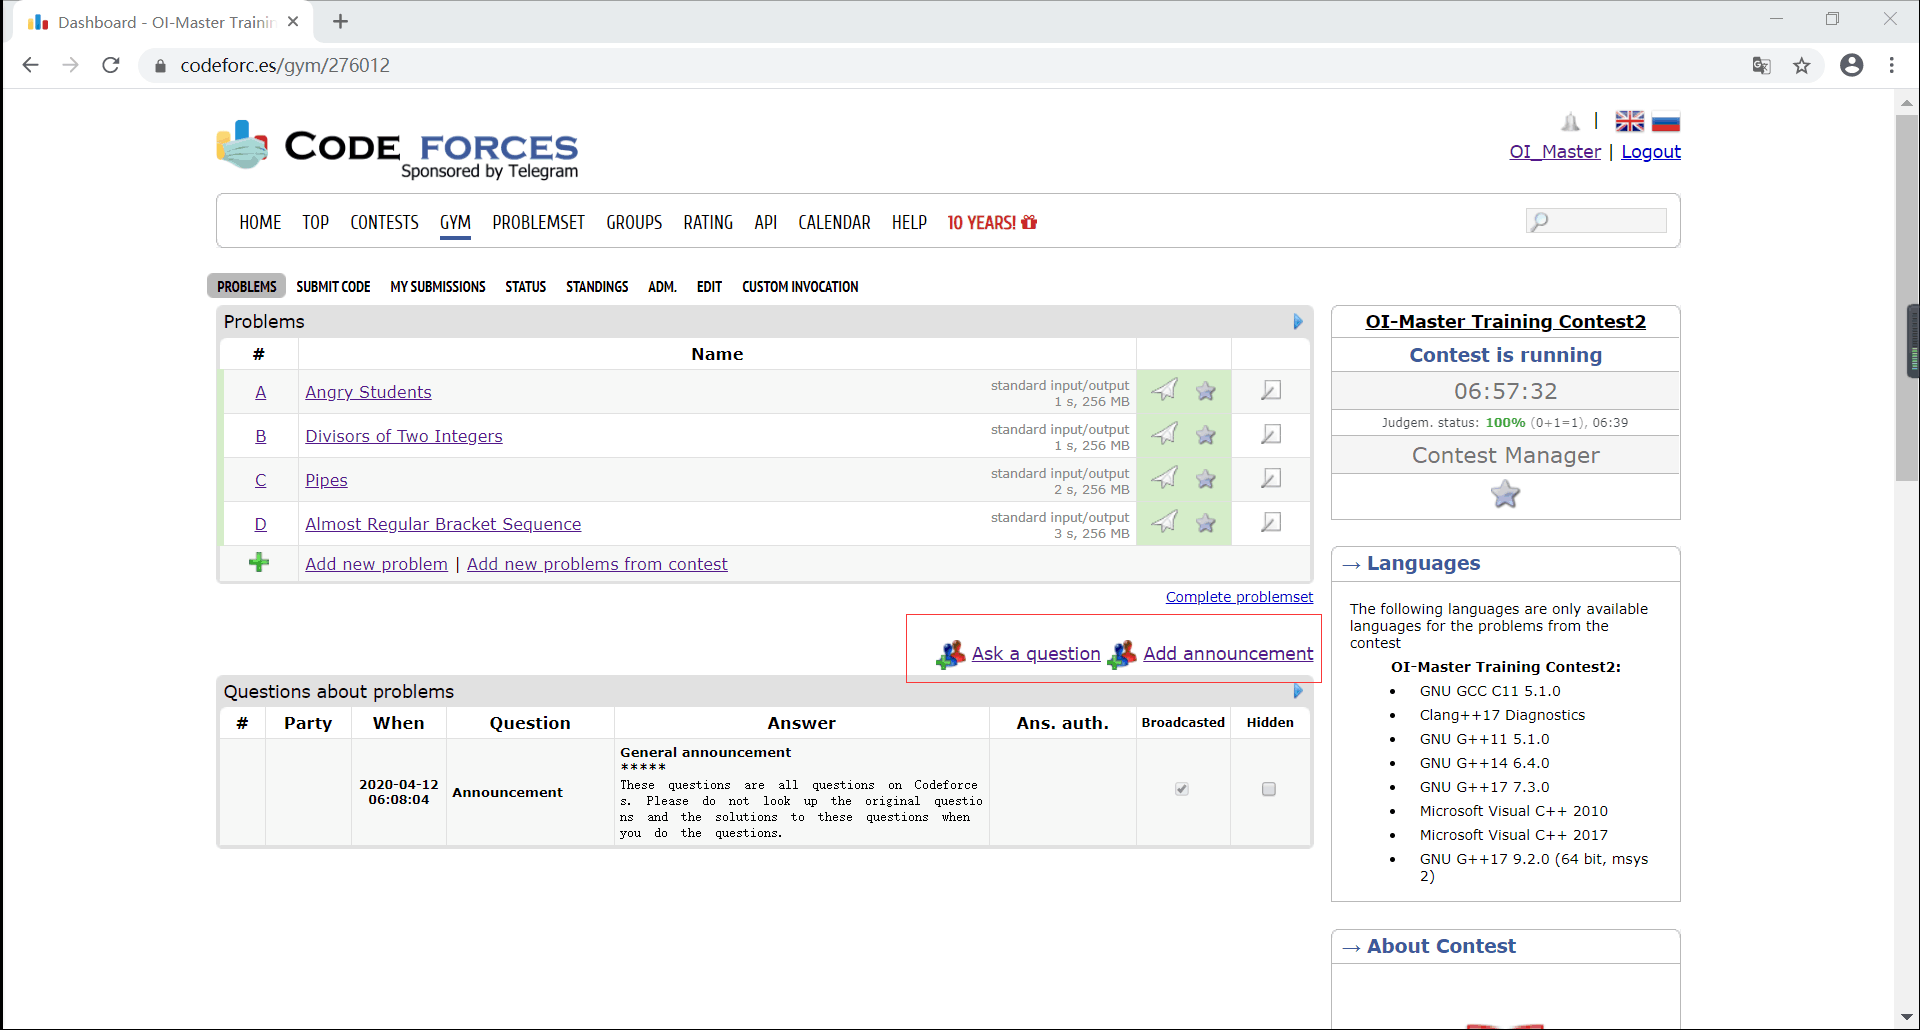 Dashboard - OI-Master Trainin
codeforc.es/gym/276012
CODE FORCES
Sponsored by Telegram
OI_Master | Logout
HOME TOP CONTESTS GYM PROBLEMSET GROUPS RATING API CALENDAR HELP 10 YEARS!
PROBLEMS SUBMIT CODE MY SUBMISSIONS STATUS STANDINGS ADM. EDIT CUSTOM INVOCATION
Problems
# Name
A Angry Students standard input/output
1 s, 256 MB
B Divisors of Two Integers standard input/output
1 s, 256 MB
C Pipes standard input/output
2 s, 256 MB
D Almost Regular Bracket Sequence standard input/output
3 s, 256 MB
Add new problem | Add new problems from contest
Complete problemset
Ask a question Add announcement
Questions about problems
# Party When Question Answer Ans. auth. Broadcasted Hidden
2020-04-12
06:08:04
Announcement
General announcement
*****
These questions are all questions on Codeforce
s. Please do not look up the original questio
ns and the solutions to these questions when
you do the questions.
OI-Master Training Contest2
Contest is running
06:57:32
Judgem. status: 100% (0+1=1), 06:39
Contest Manager
→ Languages
The following languages are only available
languages for the problems from the
contest
OI-Master Training Contest2:
• GNU GCC C11 5.1.0
• Clang++17 Diagnostics
• GNU G++11 5.1.0
• GNU G++14 6.4.0
• GNU G++17 7.3.0
• Microsoft Visual C++ 2010
• Microsoft Visual C++ 2017
• GNU G++17 9.2.0 (64 bit, msys
2)
→ About Contest